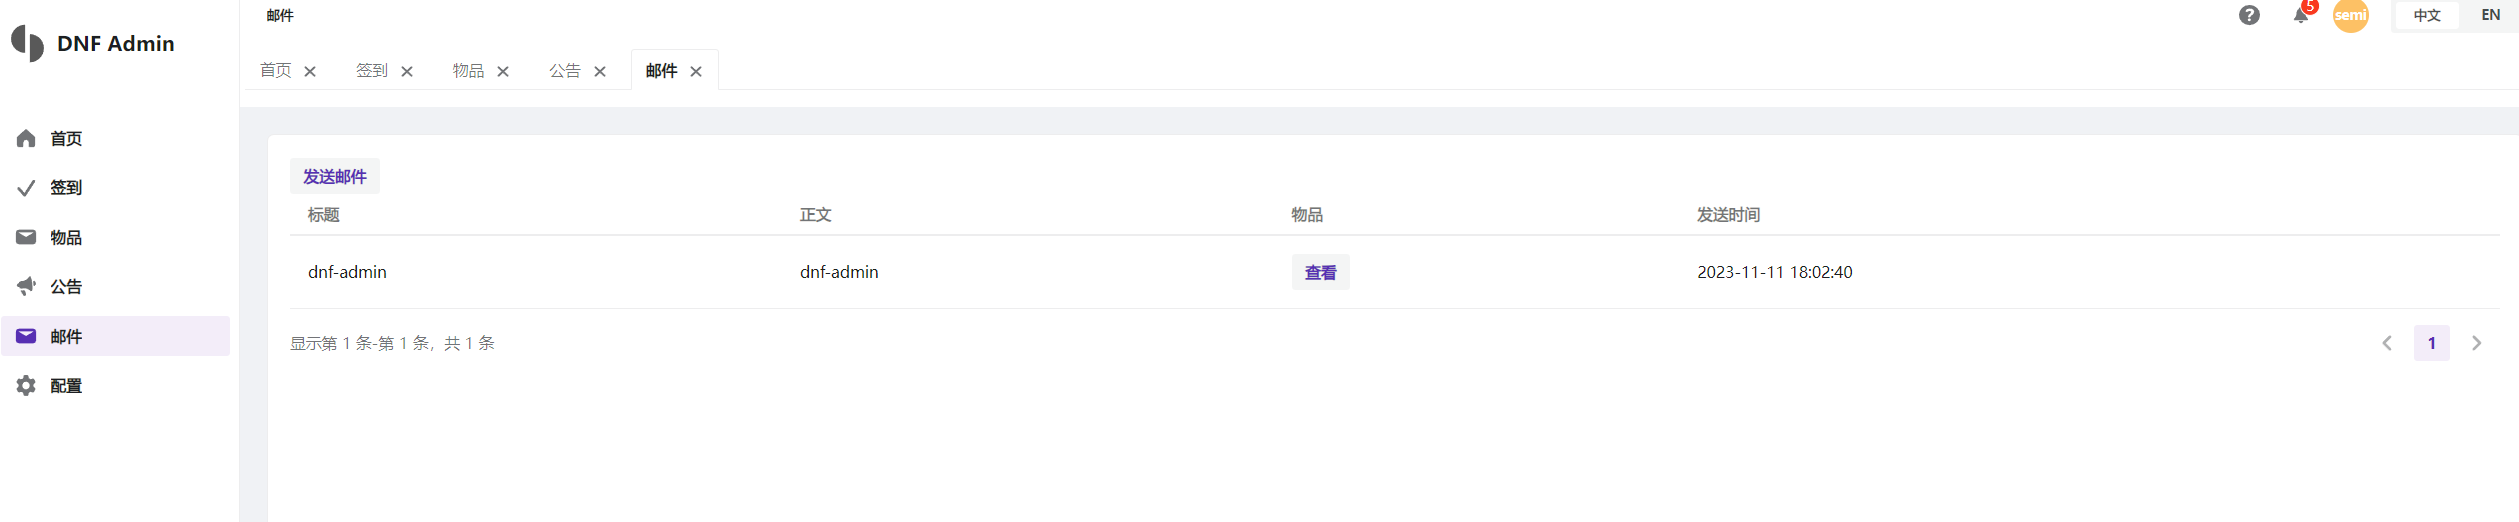 DNF Admin
首页
签到
物品
公告
邮件
配置
邮件
5
semi
中文 EN
首页 签到 物品 公告 邮件
发送邮件
标题 正文 物品 发送时间
dnf-admin dnf-admin 查看 2023-11-11 18:02:40
显示第 1 条-第 1 条，共 1 条
1